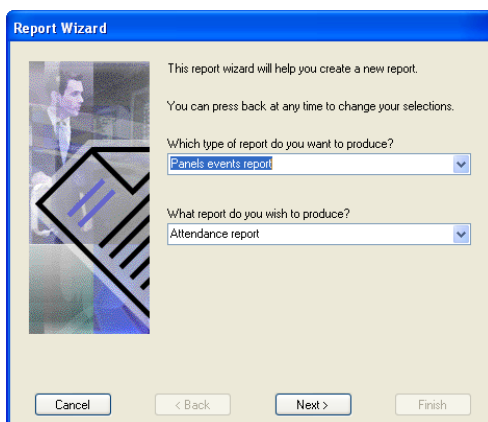 Report Wizard
This report wizard will help you create a new report.
You can press back at any time to change your selections.
Which type of report do you want to produce?
Panels events report
What report do you wish to produce?
Attendance report
Cancel
< Back
Next >
Finish